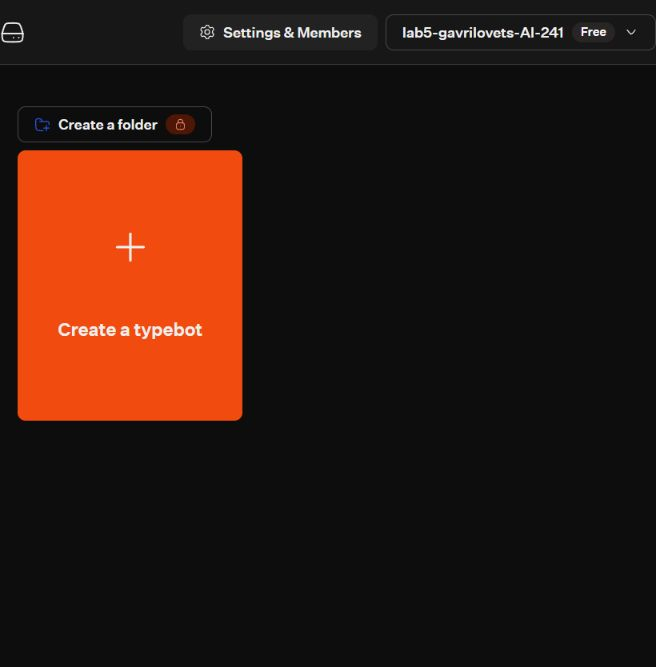 Settings & Members
lab5-gavrilovets-AI-241 Free
Create a folder
Create a typebot